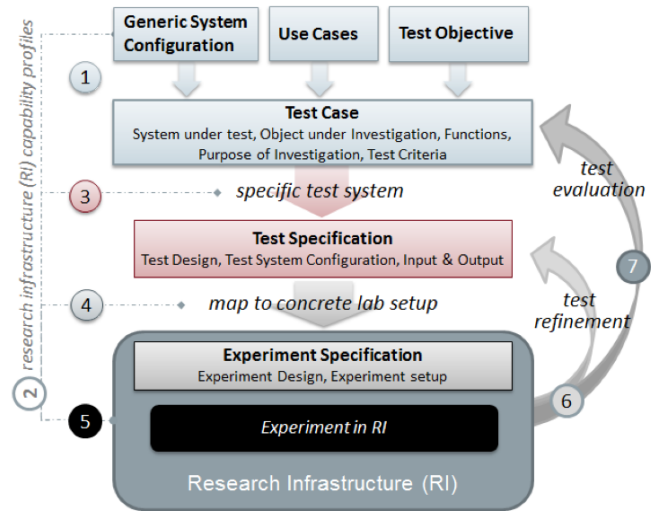 Generic System
Configuration
Use Cases
Test Objective
1
Test Case
System under test, Object under Investigation, Functions,
Purpose of Investigation, Test Criteria
3
specific test system
test
evaluation
Test Specification
Test Design, Test System Configuration, Input & Output
7
4
map to concrete lab setup
test
refinement
Experiment Specification
Experiment Design, Experiment setup
6
5
Experiment in RI
Research Infrastructure (RI)
2 research infrastructure (RI) capability profiles